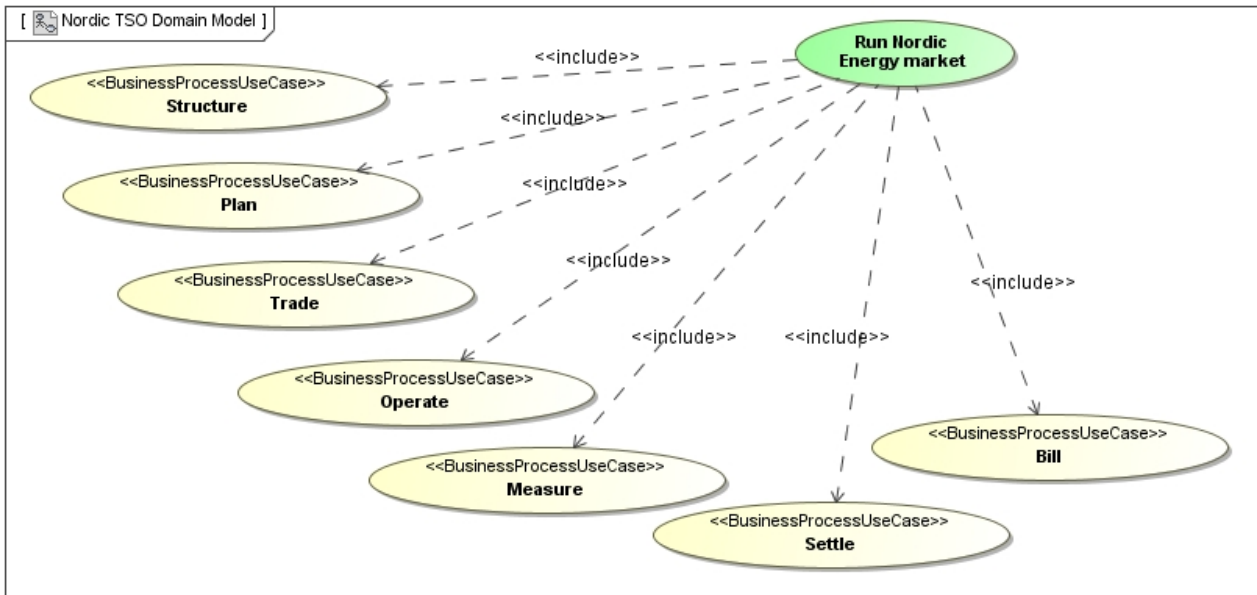 [ Nordic TSO Domain Model ]
Run Nordic
Energy market
<<include>>
<<BusinessProcessUseCase>>
Structure
<<include>>
<<BusinessProcessUseCase>>
Plan
<<include>>
<<BusinessProcessUseCase>>
Trade
<<include>>
<<BusinessProcessUseCase>>
Operate
<<include>>
<<BusinessProcessUseCase>>
Measure
<<include>>
<<BusinessProcessUseCase>>
Settle
<<include>>
<<BusinessProcessUseCase>>
Bill